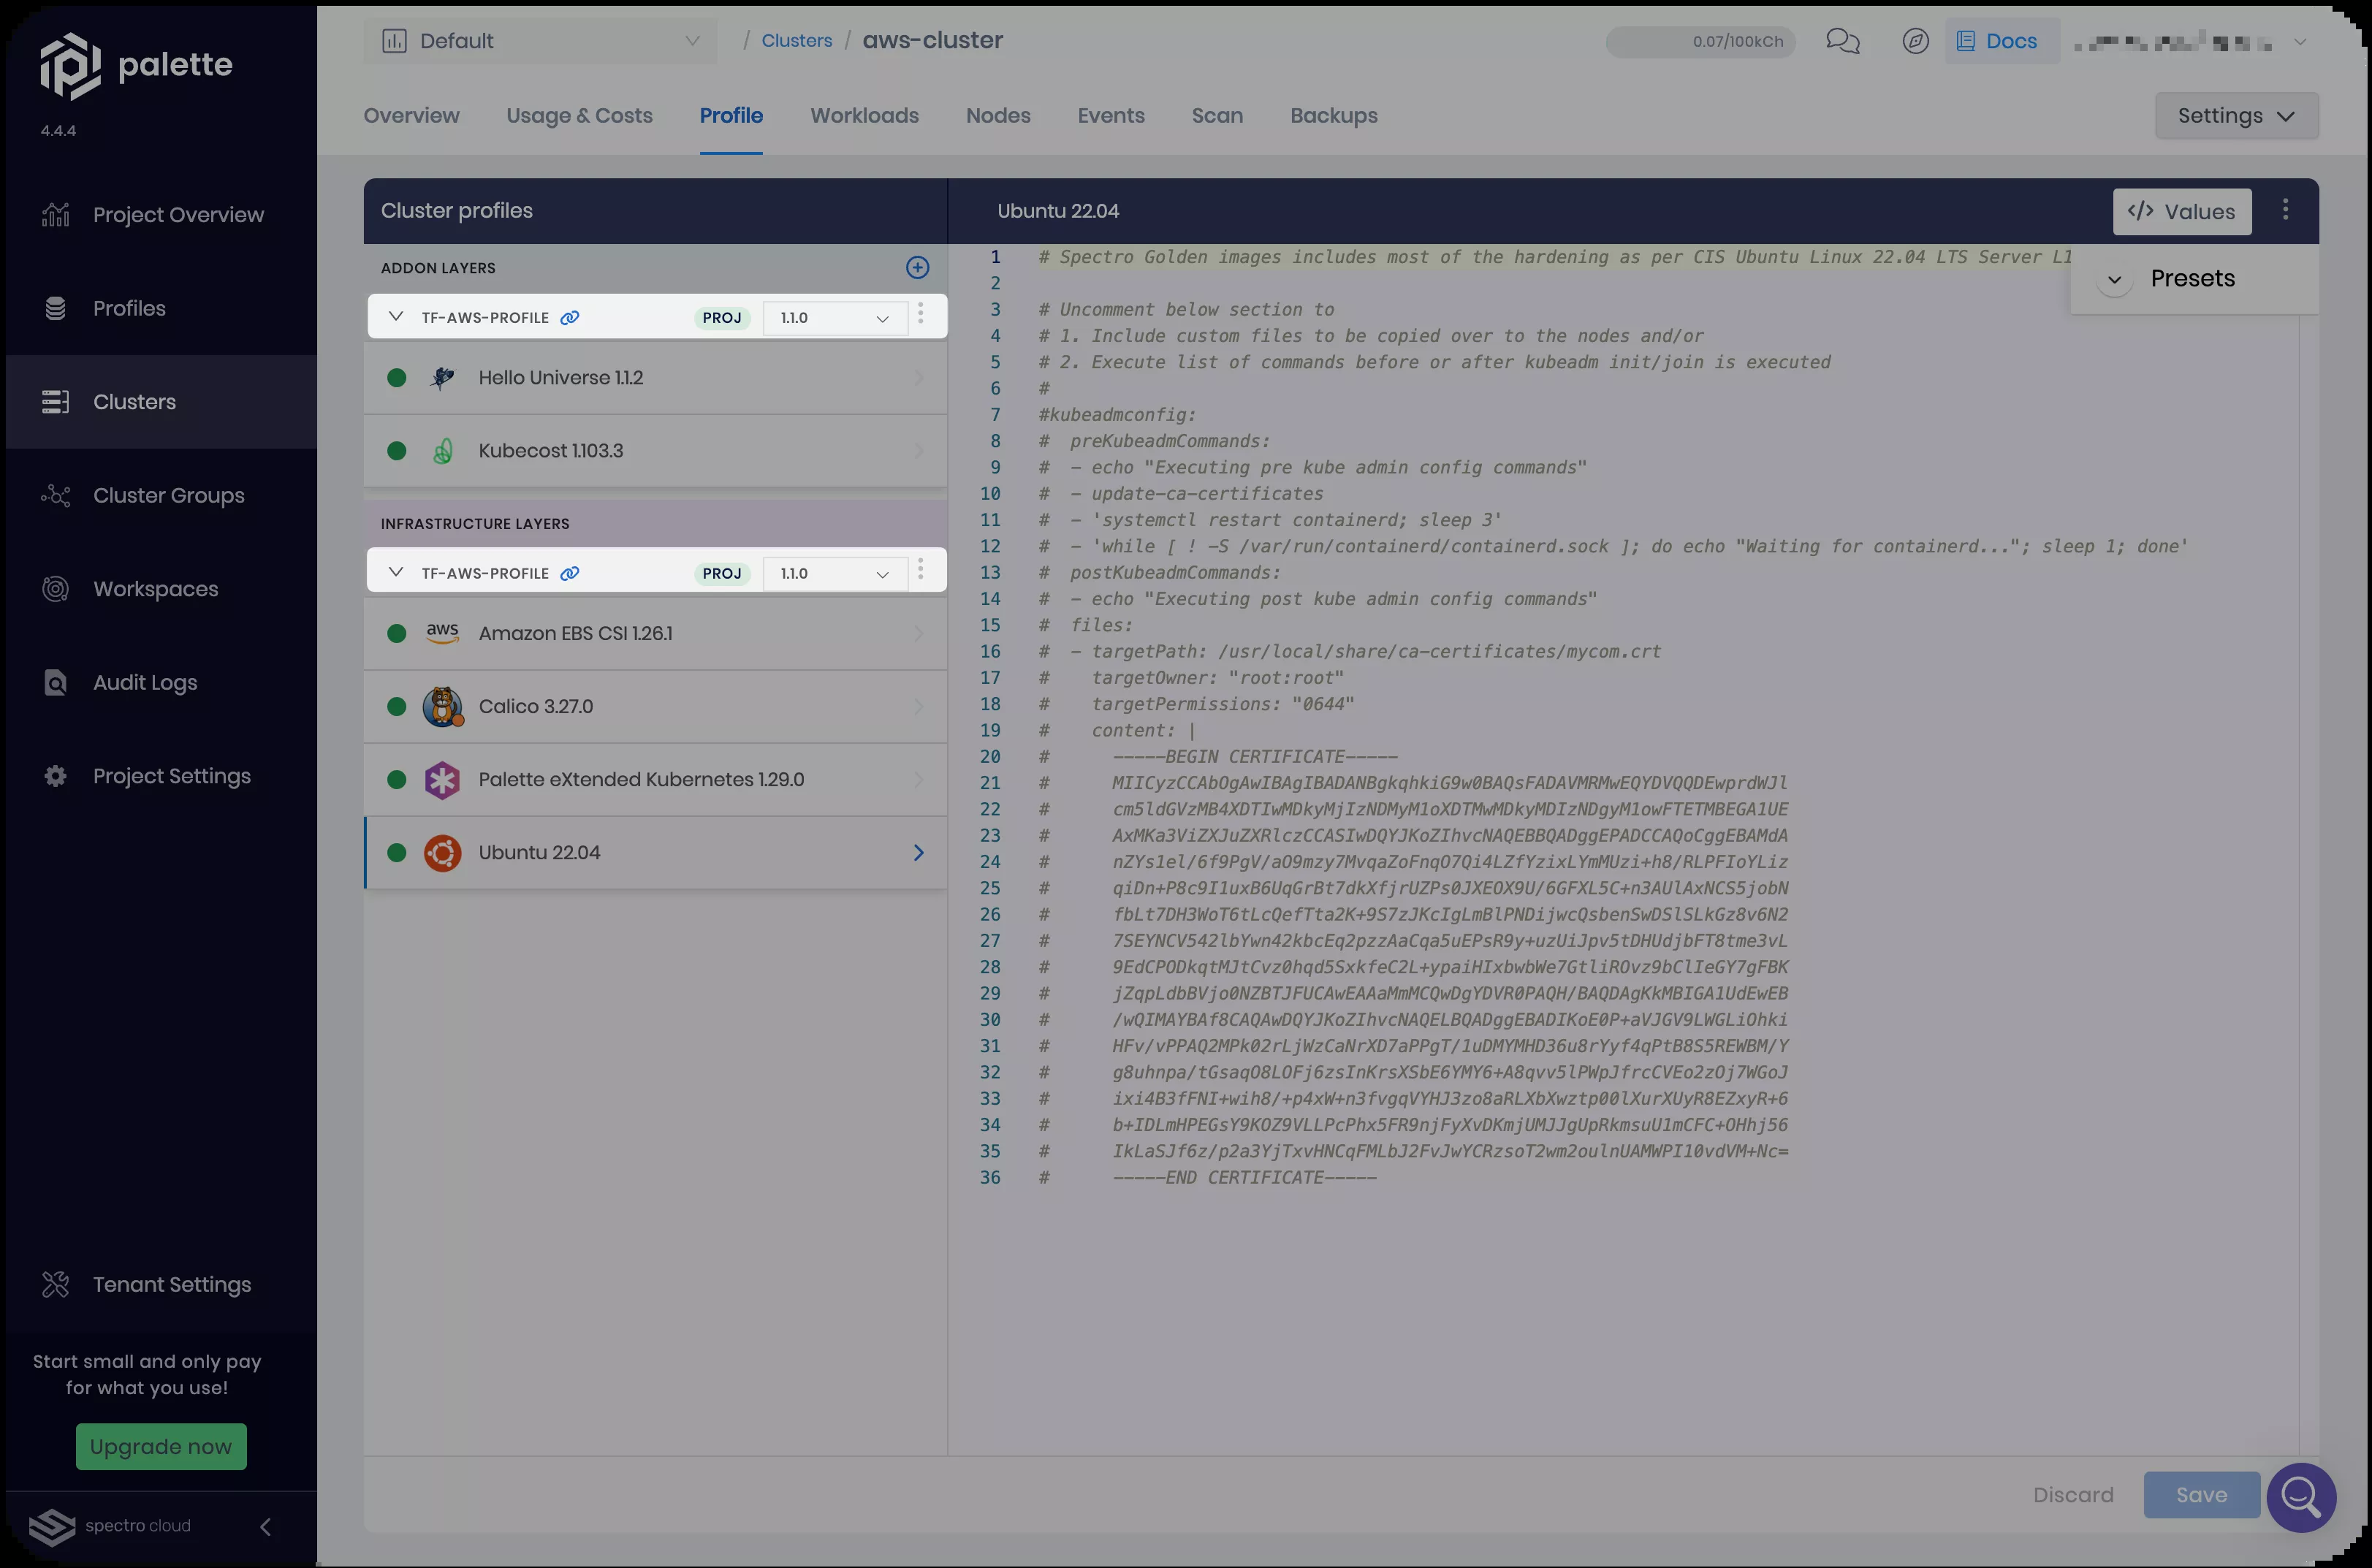 palette
4.4.4
Project Overview
Profiles
Clusters
Cluster Groups
Workspaces
Audit Logs
Project Settings
Tenant Settings
Start small and only pay
for what you use!
Upgrade now
spectro cloud
Default
/ Clusters / aws-cluster
0.07/100kCh
Docs
Overview
Usage & Costs
Profile
Workloads
Nodes
Events
Scan
Backups
Settings
Cluster profiles
ADDON LAYERS
TF-AWS-PROFILE PROJ 1.1.0
Hello Universe 1.1.2
Kubecost 1.103.3
INFRASTRUCTURE LAYERS
TF-AWS-PROFILE PROJ 1.1.0
aws Amazon EBS CSI 1.26.1
Calico 3.27.0
Palette eXtended Kubernetes 1.29.0
Ubuntu 22.04
Ubuntu 22.04
</> Values
Presets
1 # Spectro Golden images includes most of the hardening as per CIS Ubuntu Linux 22.04 LTS Server L1
2
3 # Uncomment below section to
4 # 1. Include custom files to be copied over to the nodes and/or
5 # 2. Execute list of commands before or after kubeadm init/join is executed
6 #
7 #kubeadmconfig:
8 #  preKubeadmCommands:
9 #  - echo "Executing pre kube admin config commands"
10 #  - update-ca-certificates
11 #  - 'systemctl restart containerd; sleep 3'
12 #  - 'while [ ! -S /var/run/containerd/containerd.sock ]; do echo "Waiting for containerd..."; sleep 1; done'
13 #  postKubeadmCommands:
14 #  - echo "Executing post kube admin config commands"
15 #  files:
16 #  - targetPath: /usr/local/share/ca-certificates/mycom.crt
17 #    targetOwner: "root:root"
18 #    targetPermissions: "0644"
19 #    content: |
20 #      -----BEGIN CERTIFICATE-----
21 #      MIICyzCCAbOgAwIBAgIBADANBgkqhkiG9w0BAQsFADAVMRMwEQYDVQQDEwprdWJl
22 #      cm5ldGVzMB4XDTIwMDkyMjIzNDMyM1oXDTMwMDkyMDIzNDgyM1owFTETMBEGA1UE
23 #      AxMKa3ViZXJuZXRlczCCASIwDQYJKoZIhvcNAQEBBQADggEPADCCAQoCggEBAMdA
24 #      nZYs1el/6f9PgV/aO9mzy7MvqaZoFnqO7Qi4LZfYzixLYmMUzi+h8/RLPFIoYLiz
25 #      qiDn+P8c9I1uxB6UqGrBt7dkXfjrUZPs0JXEOX9U/6GFXL5C+n3AUlAxNCS5jobN
26 #      fbLt7DH3WoT6tLcQefTta2K+9S7zJKcIgLmBlPNDijwcQsbenSwDSlSLkGz8v6N2
27 #      7SEYNCV542lbYwn42kbcEq2pzzAaCqa5uEPsR9y+uzUiJpv5tDHUdjbFT8tme3vL
28 #      9EdCPODkqtMJtCvz0hqd5SxkfeC2L+ypaiHIxbwbWe7GtliROvz9bClIeGY7gFBK
29 #      jZqpLdbBVjo0NZBTJFUCAwEAAaMmMCQwDgYDVR0PAQH/BAQDAgKkMBIGA1UdEwEB
30 #      /wQIMAYBAf8CAQAwDQYJKoZIhvcNAQELBQADggEBADIKoE0P+aVJGV9LWGLiOhki
31 #      HFv/vPPAQ2MPk02rLjWzCaNrXD7aPPgT/1uDMYMHD36u8rYyf4qPtB8S5REWBM/Y
32 #      g8uhnpa/tGsaqO8LOFj6zsInKrsXSbE6YMY6+A8qvv5lPWpJfrcCVEo2zOj7WGoJ
33 #      ixi4B3fFNI+wih8/+p4xW+n3fvgqVYHJ3zo8aRLXbXwztp00lXurXUyR8EZxyR+6
34 #      b+IDLmHPEGsY9KOZ9VLLPcPhx5FR9njFyXvDKmjUMJJgUpRkmsuU1mCFC+OHhj56
35 #      IkLaSJf6z/p2a3YjTxvHNCqFMLbJ2FvJwYCRzsoT2wm2oulnUAMWPI10vdVM+Nc=
36 #      -----END CERTIFICATE-----
Discard
Save